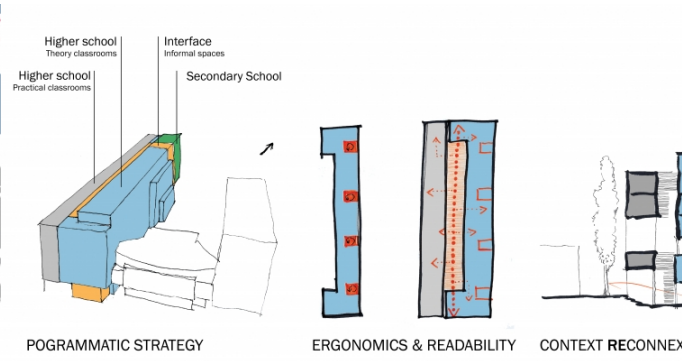 Higher school
Theory classrooms
Interface
Informal spaces
Higher school
Practical classrooms
Secondary School
POGRAMMATIC STRATEGY
ERGONOMICS & READABILITY
CONTEXT RECONNEX